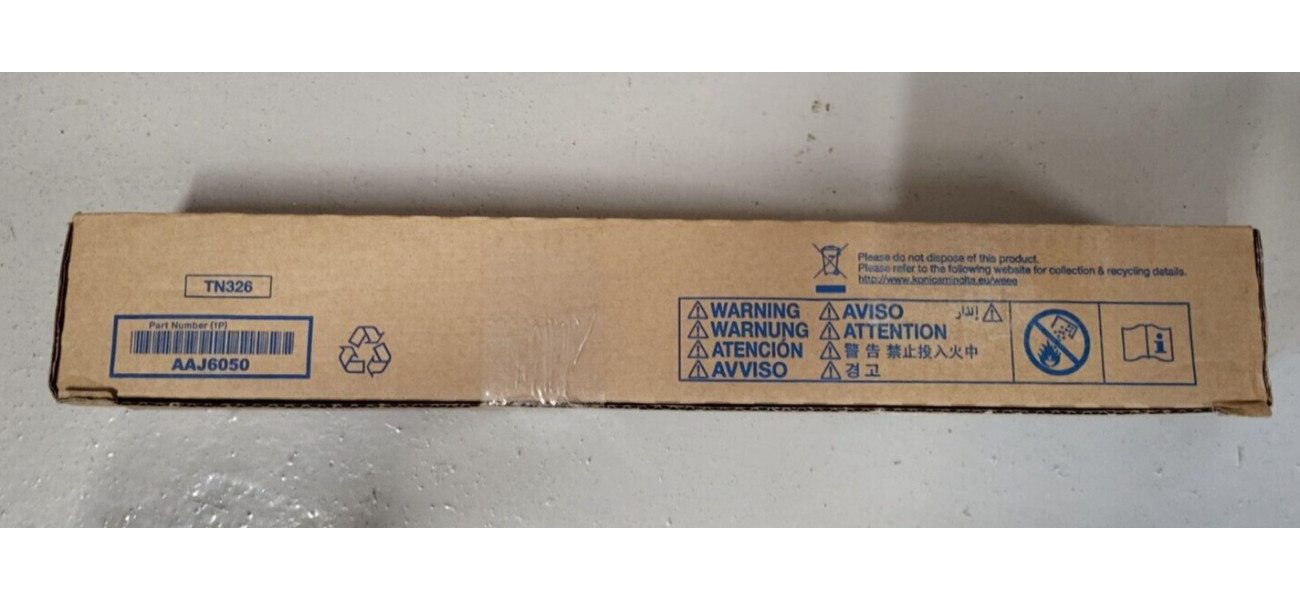 TN326
Part Number (1P)
AAJ6050
Please do not dispose of this product.
Please refer to the following website for collection & recycling details.
http://www.konicaminolta.eu/weee
WARNING
WARNUNG
ATENCIÓN
AVVISO
AVISO
إنذار
ATTENTION
警告 禁止投入火中
경고